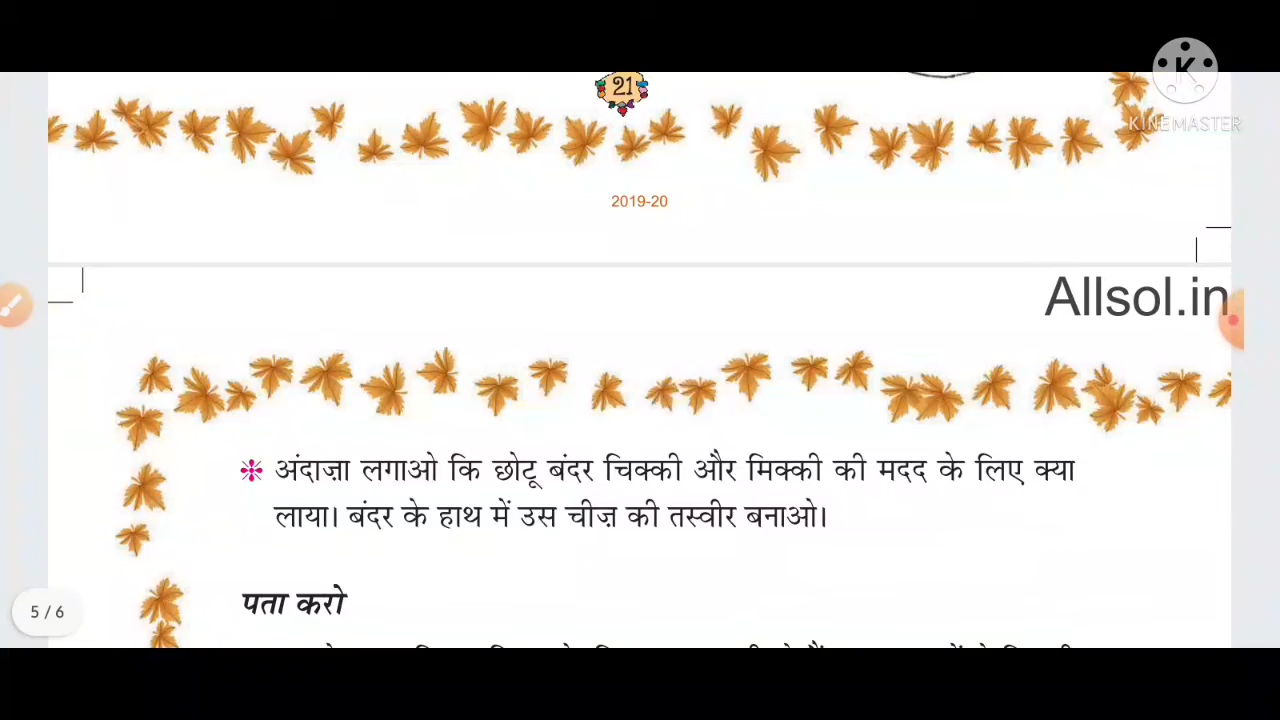 21
KINEMASTER
2019-20
Allsol.in
अंदाज़ा लगाओ कि छोटू बंदर चिक्की और मिक्की की मदद के लिए क्या
लाया। बंदर के हाथ में उस चीज़ की तस्वीर बनाओ।
पता करो
5 / 6